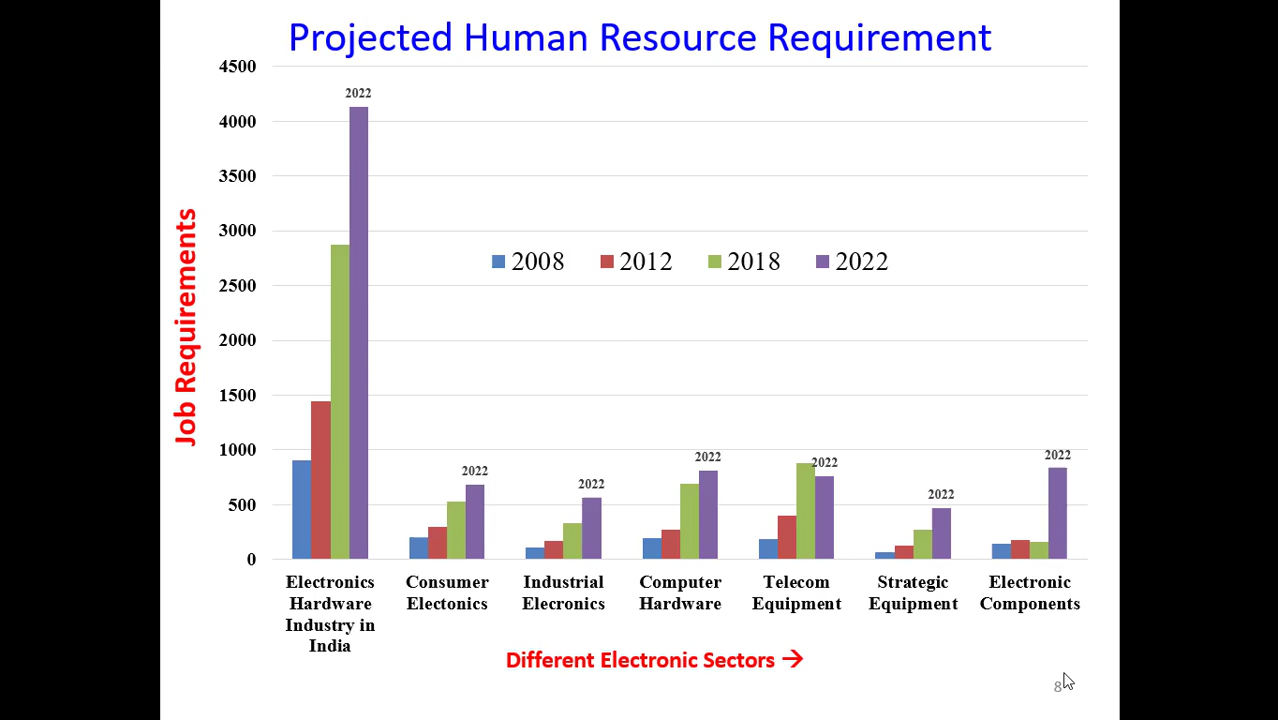 Projected Human Resource Requirement
4500
4000
3500
3000
2500
2000
1500
1000
500
0
Job Requirements
2008 2012 2018 2022
2022
2022
2022
2022
2022
2022
2022
Electronics
Hardware
Industry in
India
Consumer
Electonics
Industrial
Elecronics
Computer
Hardware
Telecom
Equipment
Strategic
Equipment
Electronic
Components
Different Electronic Sectors →
8